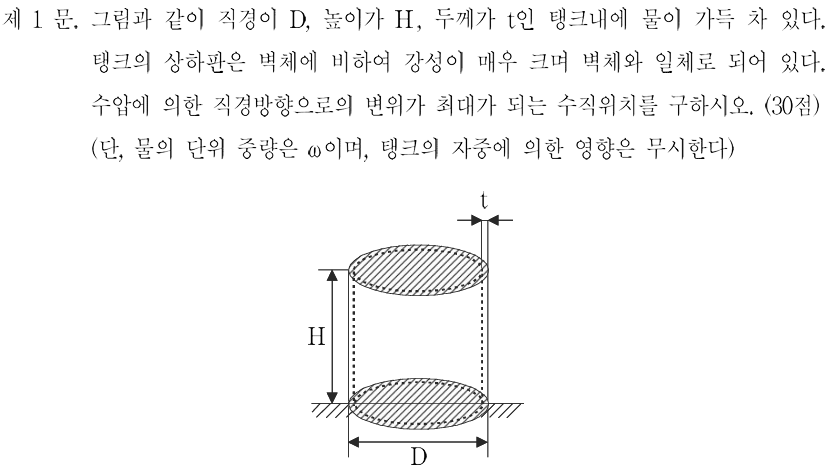 제 1 문. 그림과 같이 직경이 D, 높이가 H, 두께가 t인 탱크내에 물이 가득 차 있다.
탱크의 상하판은 벽체에 비하여 강성이 매우 크며 벽체와 일체로 되어 있다.
수압에 의한 직경방향으로의 변위가 최대가 되는 수직위치를 구하시오. (30점)
(단, 물의 단위 중량은 ω이며, 탱크의 자중에 의한 영향은 무시한다)
t
H
D